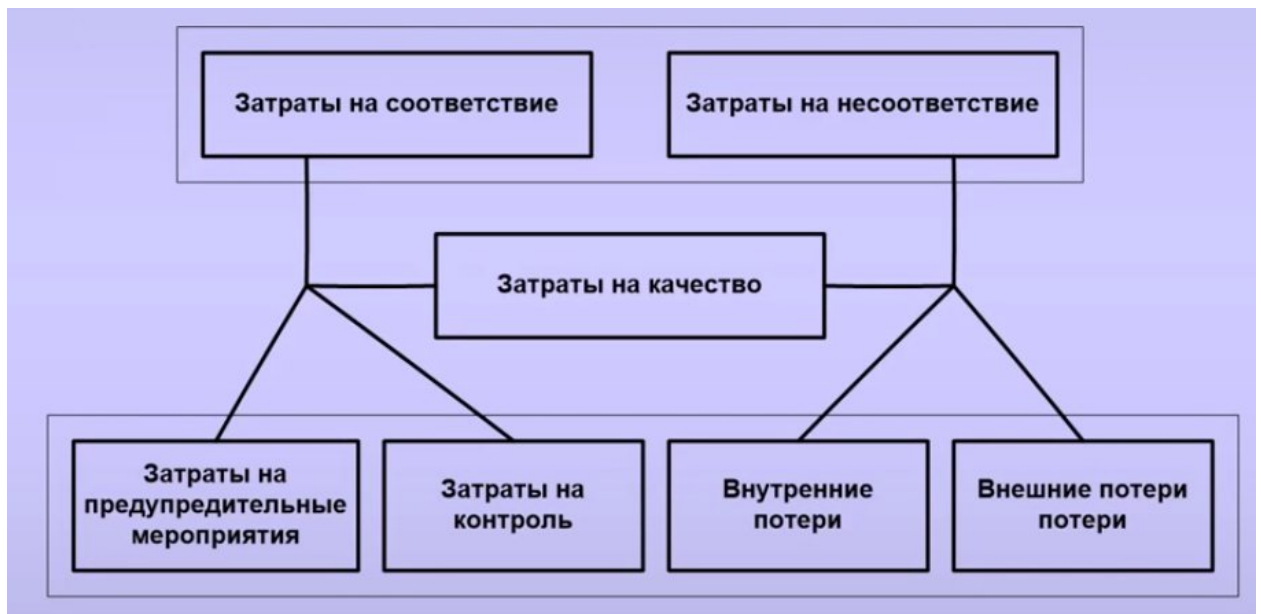 Затраты на соответствие
Затраты на несоответствие
Затраты на качество
Затраты на
предупредительные
мероприятия
Затраты на
контроль
Внутренние
потери
Внешние потери
потери